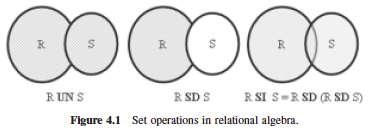 R S R S R S
R UN S R SD S R SI S = R SD (R SD S)
Figure 4.1 Set operations in relational algebra.